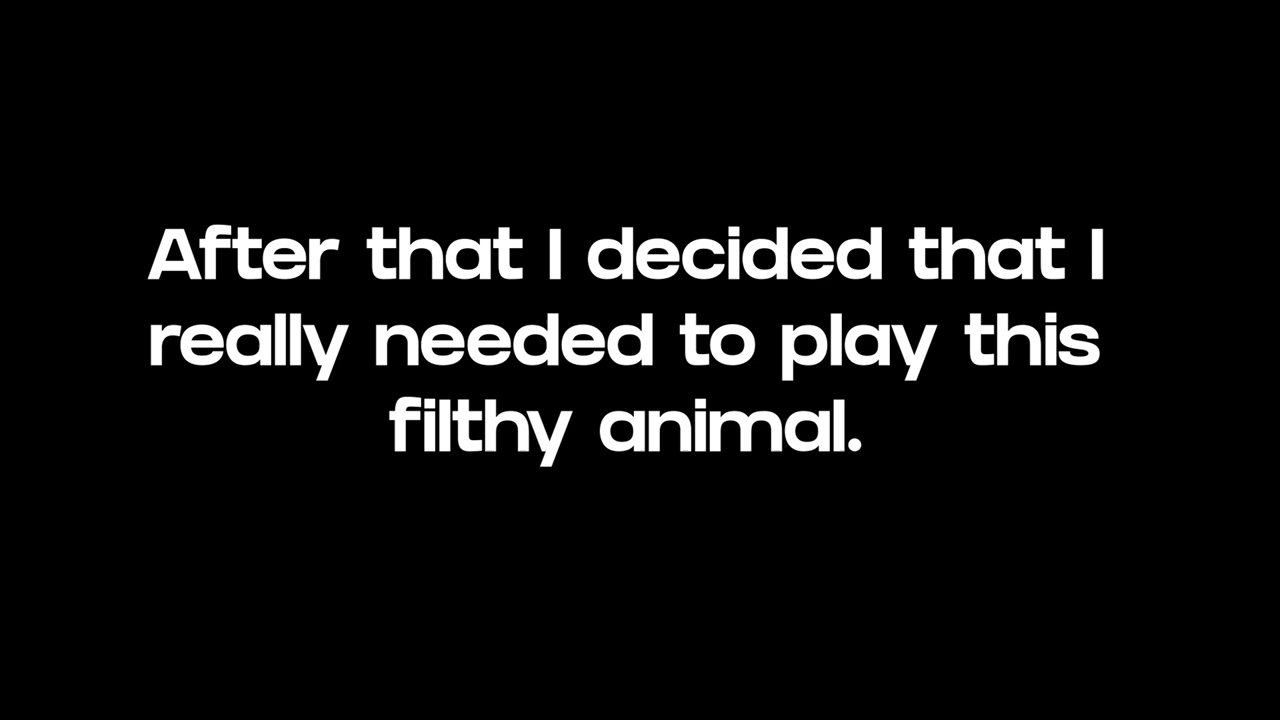 After that I decided that I
really needed to play this
filthy animal.